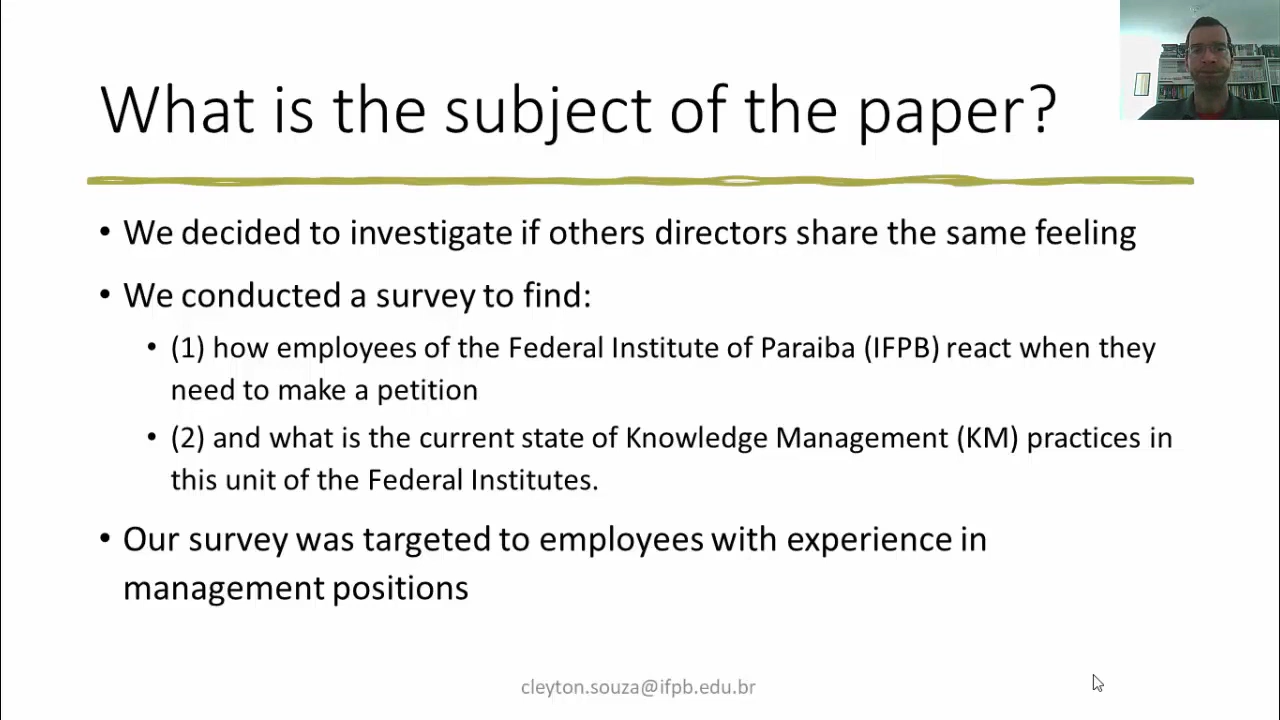 What is the subject of the paper?
• We decided to investigate if others directors share the same feeling
• We conducted a survey to find:
• (1) how employees of the Federal Institute of Paraiba (IFPB) react when they
need to make a petition
• (2) and what is the current state of Knowledge Management (KM) practices in
this unit of the Federal Institutes.
• Our survey was targeted to employees with experience in
management positions
cleyton.souza@ifpb.edu.br